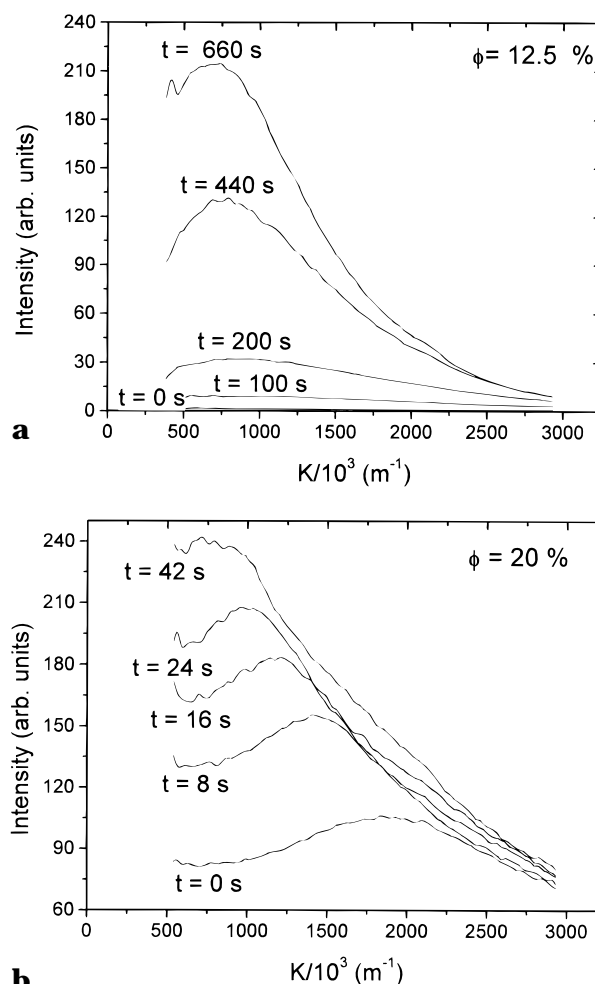 240
210
180
150
120
90
60
30
0
Intensity (arb. units)
t = 660 s
ϕ= 12.5 %
t = 440 s
t = 200 s
t = 100 s
t = 0 s
0 500 1000 1500 2000 2500 3000
K/10³ (m⁻¹)
a
240
210
180
150
120
90
60
Intensity (arb. units)
ϕ = 20 %
t = 42 s
t = 24 s
t = 16 s
t = 8 s
t = 0 s
0 500 1000 1500 2000 2500 3000
K/10³ (m⁻¹)
b